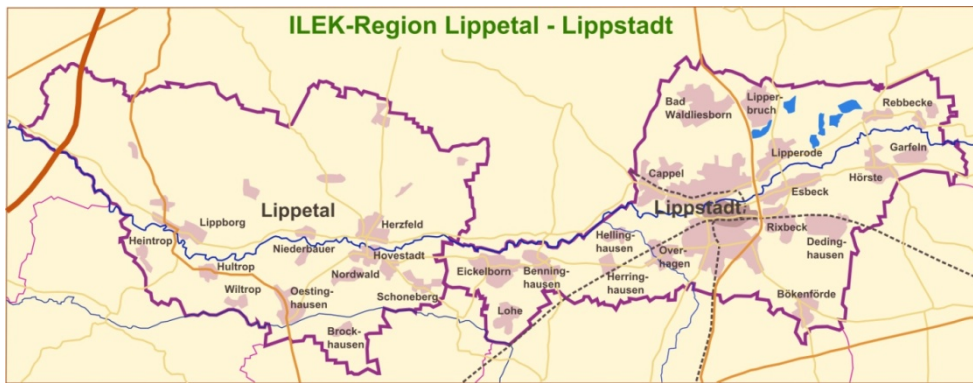 ILEK-Region Lippetal - Lippstadt
Bad
Waldliesborn
Lipper-
bruch
Rebbecke
Garfeln
Lipperode
Cappel
Esbeck
Hörste
Lippstadt
Lippetal
Lippborg
Herzfeld
Heintrop
Niederbauer
Hovestadt
Hultrop
Nordwald
Wiltrop
Oesting-
hausen
Schoneberg
Brock-
hausen
Eickelborn
Benning-
hausen
Lohe
Helling-
hausen
Herring-
hausen
Over-
hagen
Rixbeck
Deding-
hausen
Bökenförde